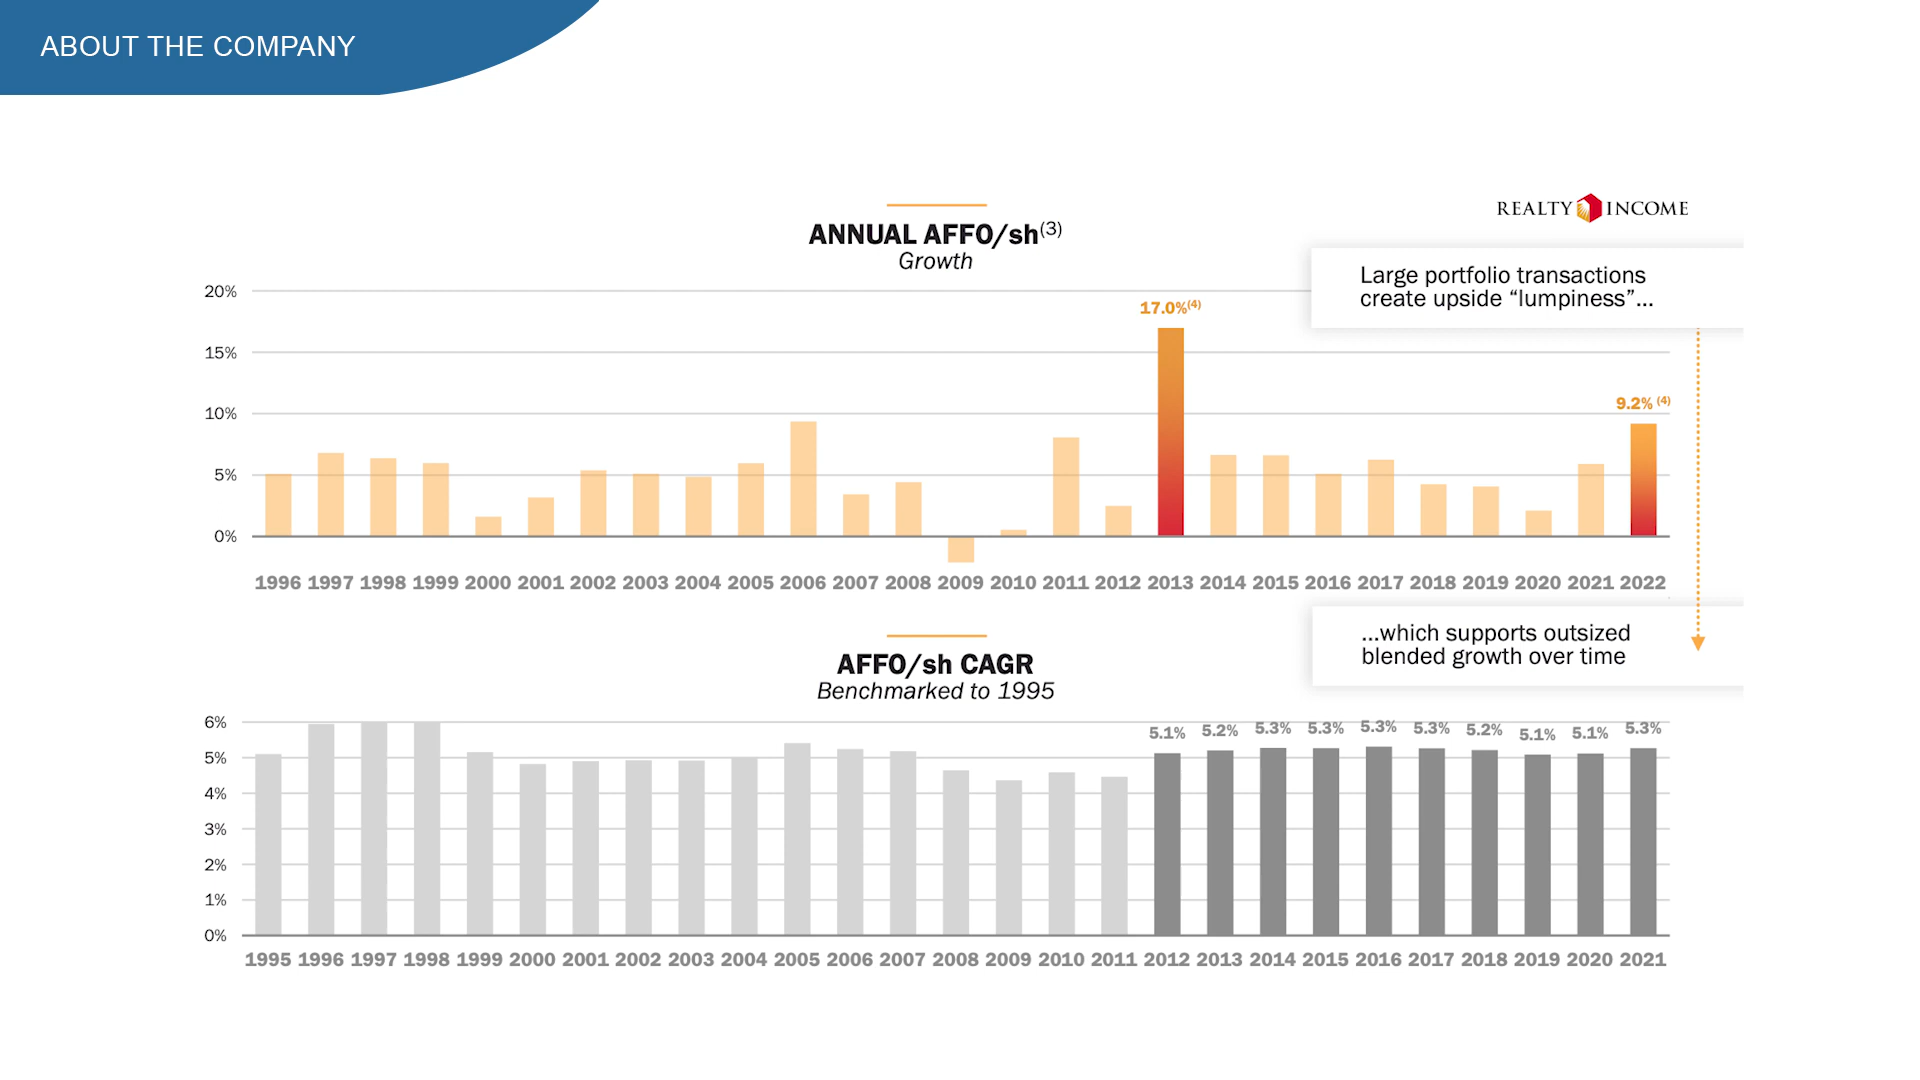 ABOUT THE COMPANY
REALTY INCOME
ANNUAL AFFO/sh(3)
Growth
Large portfolio transactions
create upside “lumpiness”...
20%
17.0%(4)
15%
10%
9.2% (4)
5%
0%
1996 1997 1998 1999 2000 2001 2002 2003 2004 2005 2006 2007 2008 2009 2010 2011 2012 2013 2014 2015 2016 2017 2018 2019 2020 2021 2022
...which supports outsized
blended growth over time
AFFO/sh CAGR
Benchmarked to 1995
6%
5.1% 5.2% 5.3% 5.3% 5.3% 5.3% 5.2% 5.1% 5.1% 5.3%
5%
4%
3%
2%
1%
0%
1995 1996 1997 1998 1999 2000 2001 2002 2003 2004 2005 2006 2007 2008 2009 2010 2011 2012 2013 2014 2015 2016 2017 2018 2019 2020 2021